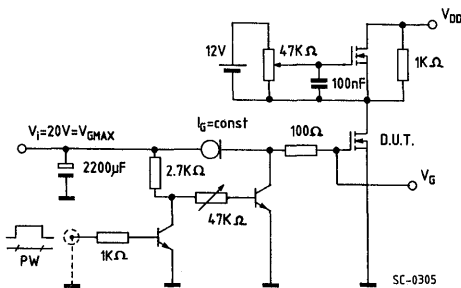 V_DD
12V
47KΩ
100nF
1KΩ
I_G=const
V_i=20V=V_GMAX
100Ω
D.U.T.
2200µF
2.7KΩ
V_G
47KΩ
1KΩ
PW
SC-0305